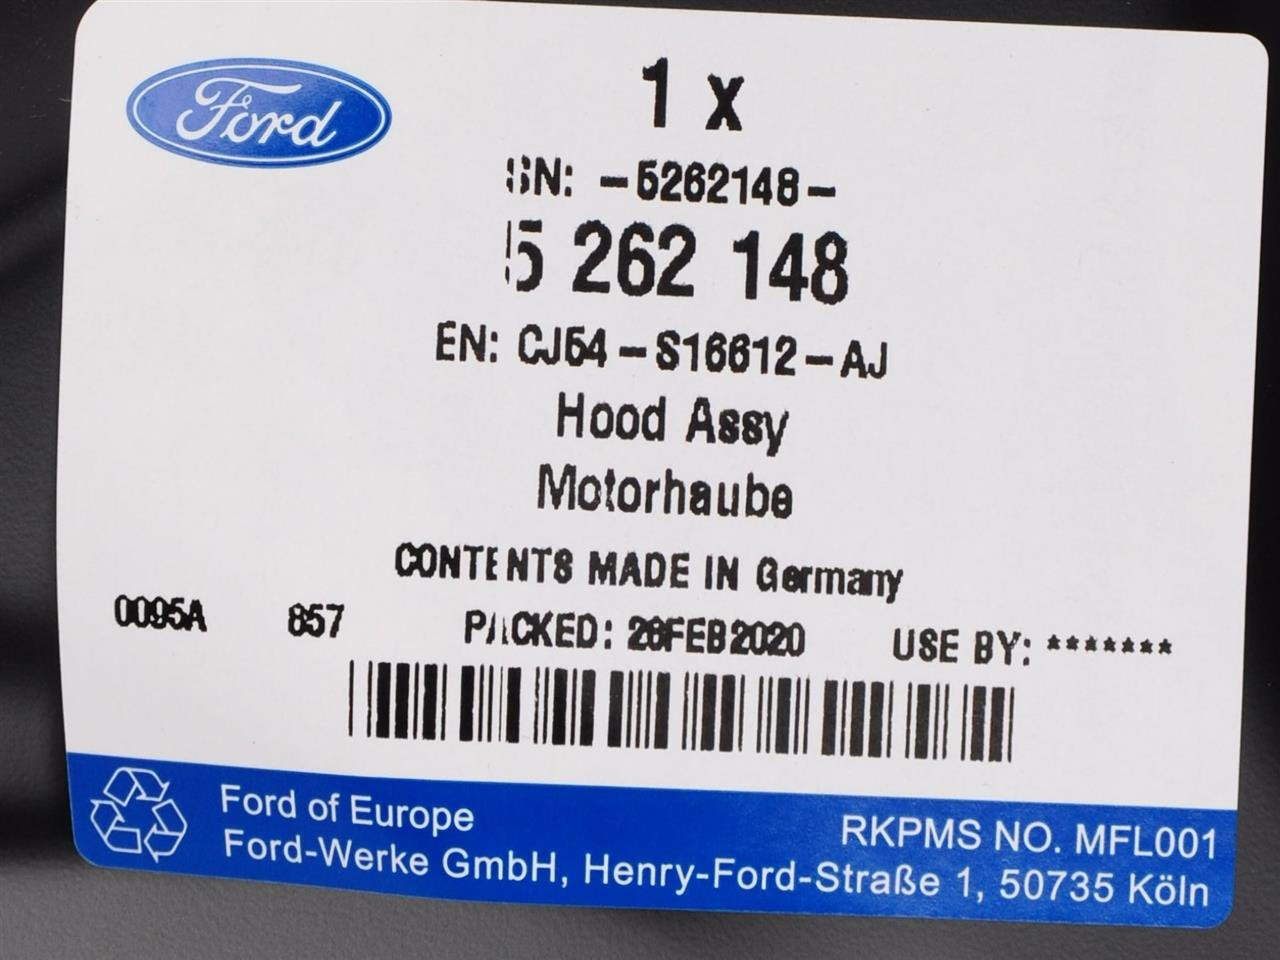 Ford
1 x
SN: -5262148-
5 262 148
EN: CJ54-S16612-AJ
Hood Assy
Motorhaube
CONTENTS MADE IN Germany
0095A 857 PACKED: 26FEB2020 USE BY: *******
Ford of Europe
RKPMS NO. MFL001
Ford-Werke GmbH, Henry-Ford-Straße 1, 50735 Köln